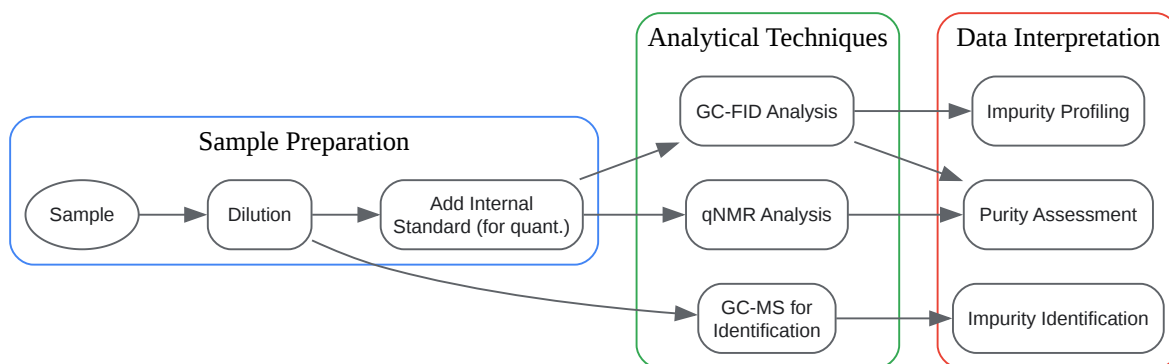 Sample Preparation
Sample
Dilution
Add Internal
Standard (for quant.)
Analytical Techniques
GC-FID Analysis
qNMR Analysis
GC-MS for
Identification
Data Interpretation
Impurity Profiling
Purity Assessment
Impurity Identification